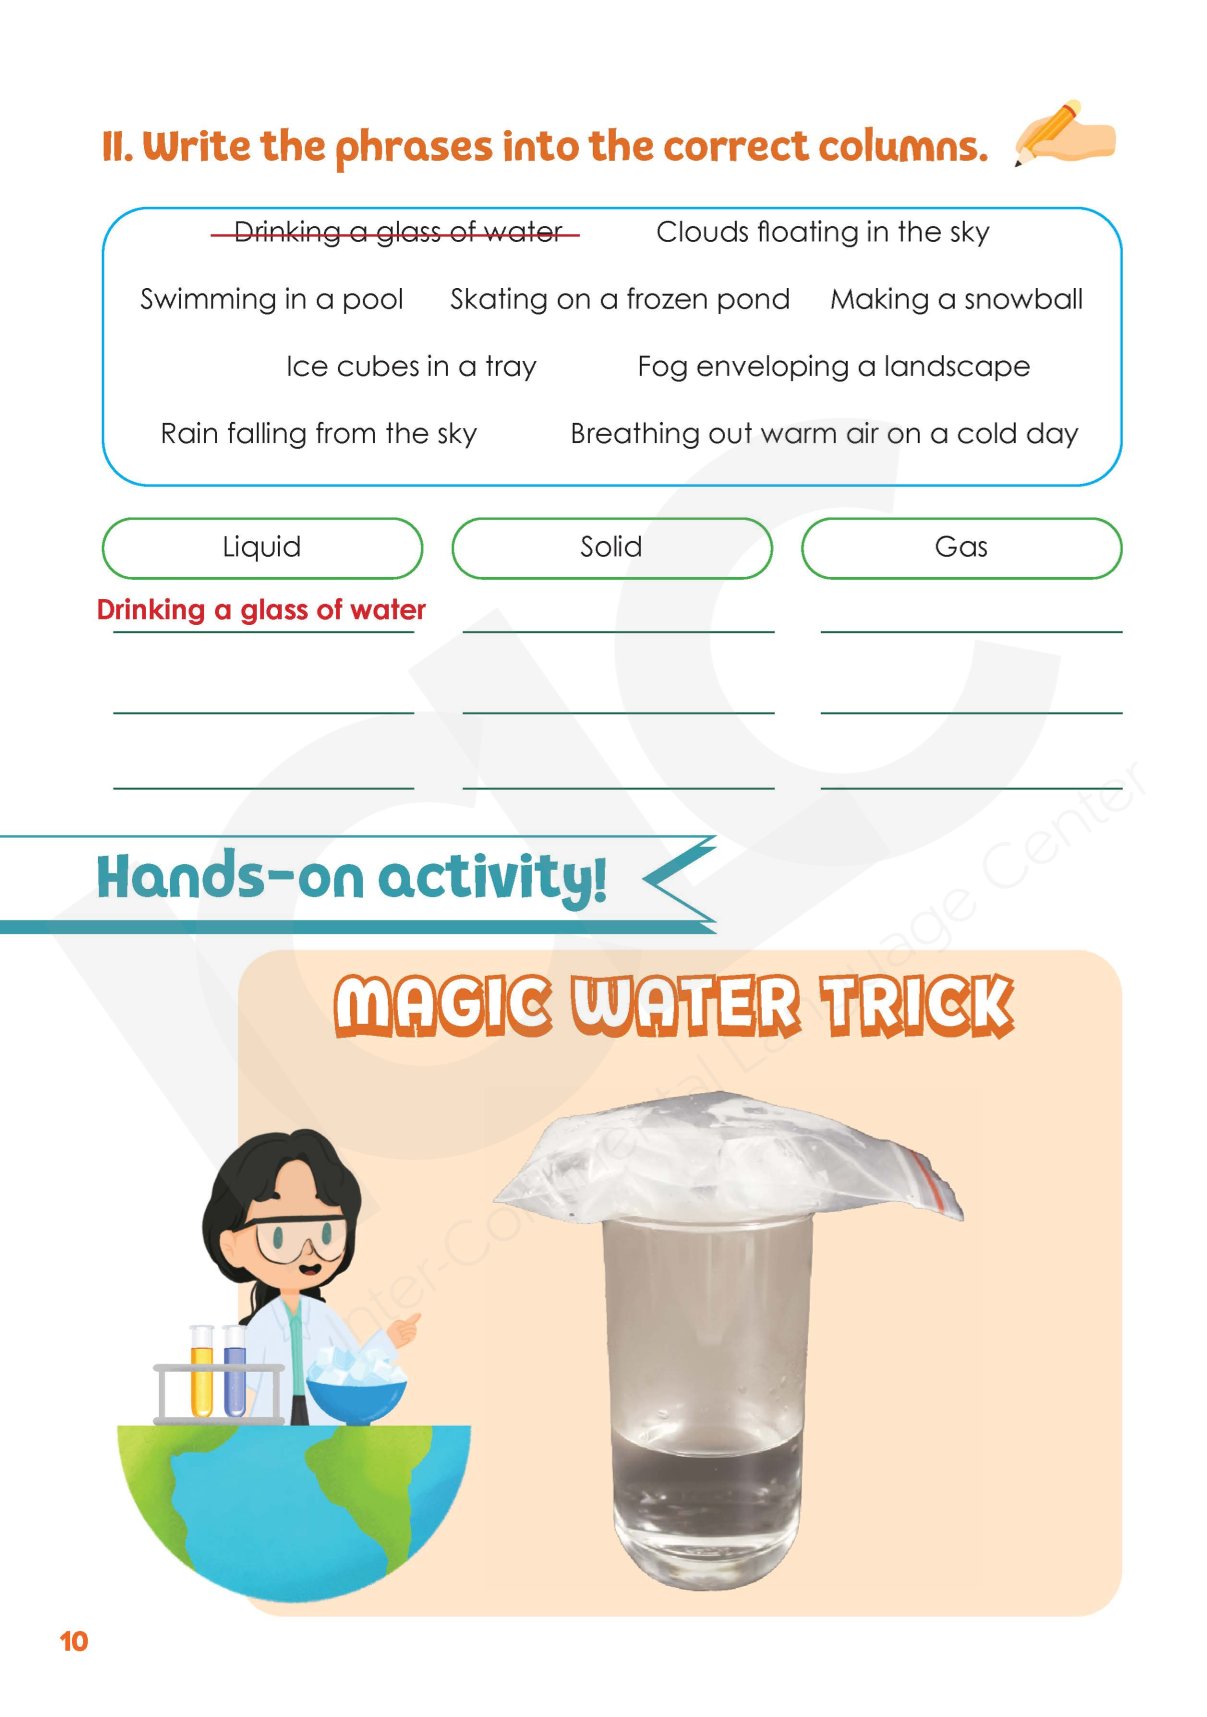 II. Write the phrases into the correct columns.
Drinking a glass of water Clouds floating in the sky
Swimming in a pool Skating on a frozen pond Making a snowball
Ice cubes in a tray Fog enveloping a landscape
Rain falling from the sky Breathing out warm air on a cold day
Liquid Solid Gas
Drinking a glass of water
Hands-on activity!
MAGIC WATER TRICK
ICLC
Inter-Continental Language Center
10